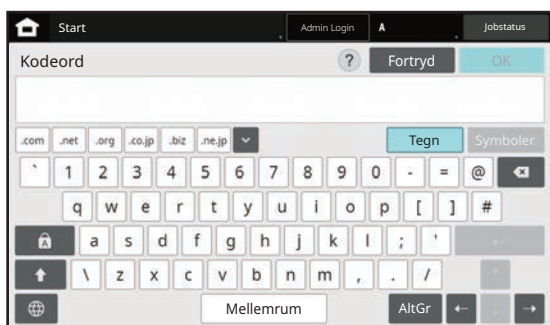 Start Admin Login A Jobstatus
Kodeord ? Fortryd OK
.com .net .org .co.jp .biz .ne.jp Tegn Symboler
` 1 2 3 4 5 6 7 8 9 0 - = @
q w e r t y u i o p [ ] #
A a s d f g h j k l ; '
\ z x c v b n m , . /
Mellemrum AltGr